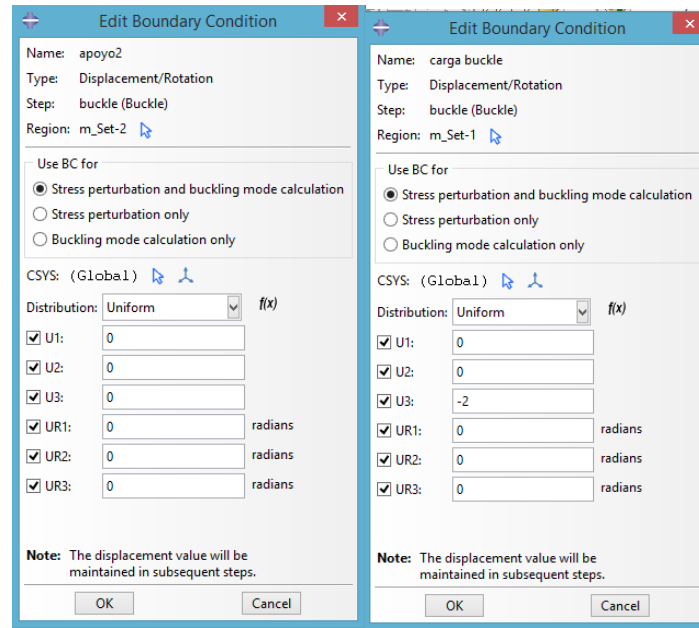 Edit Boundary Condition
Name: apoyo2
Type: Displacement/Rotation
Step: buckle (Buckle)
Region: m_Set-2
Use BC for
Stress perturbation and buckling mode calculation
Stress perturbation only
Buckling mode calculation only
CSYS: (Global)
Distribution: Uniform f(x)
U1: 0
U2: 0
U3: 0
UR1: 0 radians
UR2: 0 radians
UR3: 0 radians
Note: The displacement value will be
maintained in subsequent steps.
OK Cancel
Edit Boundary Condition
Name: carga buckle
Type: Displacement/Rotation
Step: buckle (Buckle)
Region: m_Set-1
Use BC for
Stress perturbation and buckling mode calculation
Stress perturbation only
Buckling mode calculation only
CSYS: (Global)
Distribution: Uniform f(x)
U1: 0
U2: 0
U3: -2
UR1: 0 radians
UR2: 0 radians
UR3: 0 radians
Note: The displacement value will be
maintained in subsequent steps.
OK Cancel